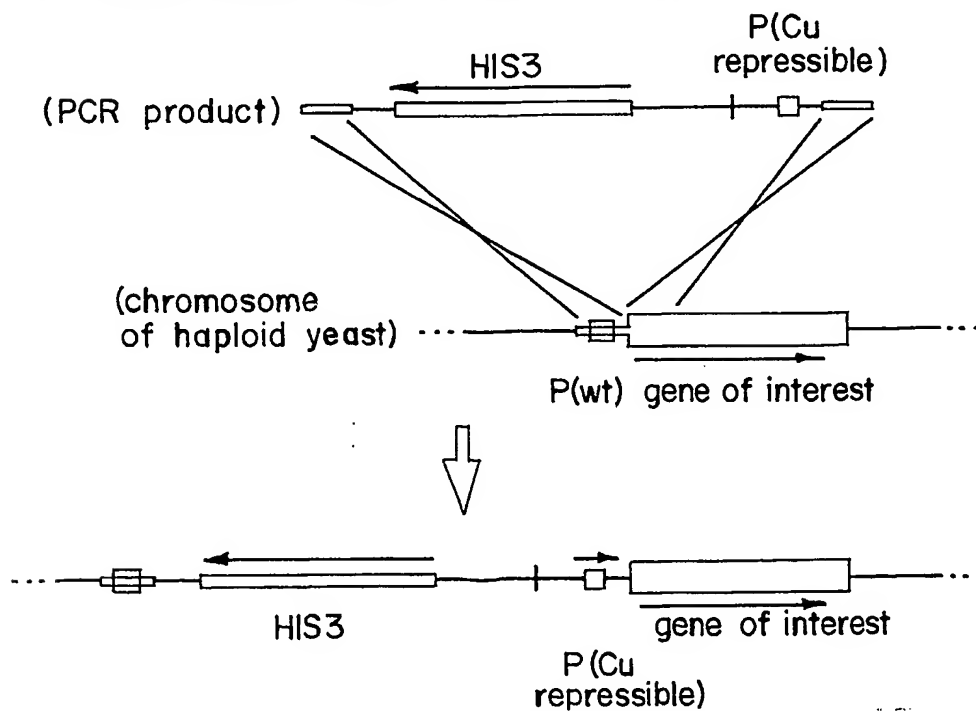 P(Cu
repressible)
HIS3
(PCR product)
(chromosome
of haploid yeast)
P(wt) gene of interest
HIS3
gene of interest
P(Cu
repressible)